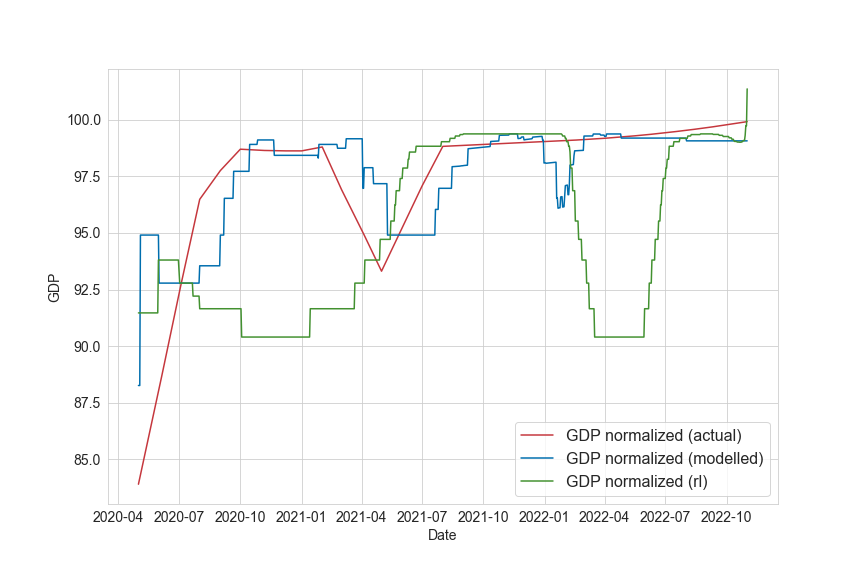 100.0
97.5
95.0
92.5
90.0
87.5
85.0
GDP
GDP normalized (actual)
GDP normalized (modelled)
GDP normalized (rl)
2020-04 2020-07 2020-10 2021-01 2021-04 2021-07 2021-10 2022-01 2022-04 2022-07 2022-10
Date